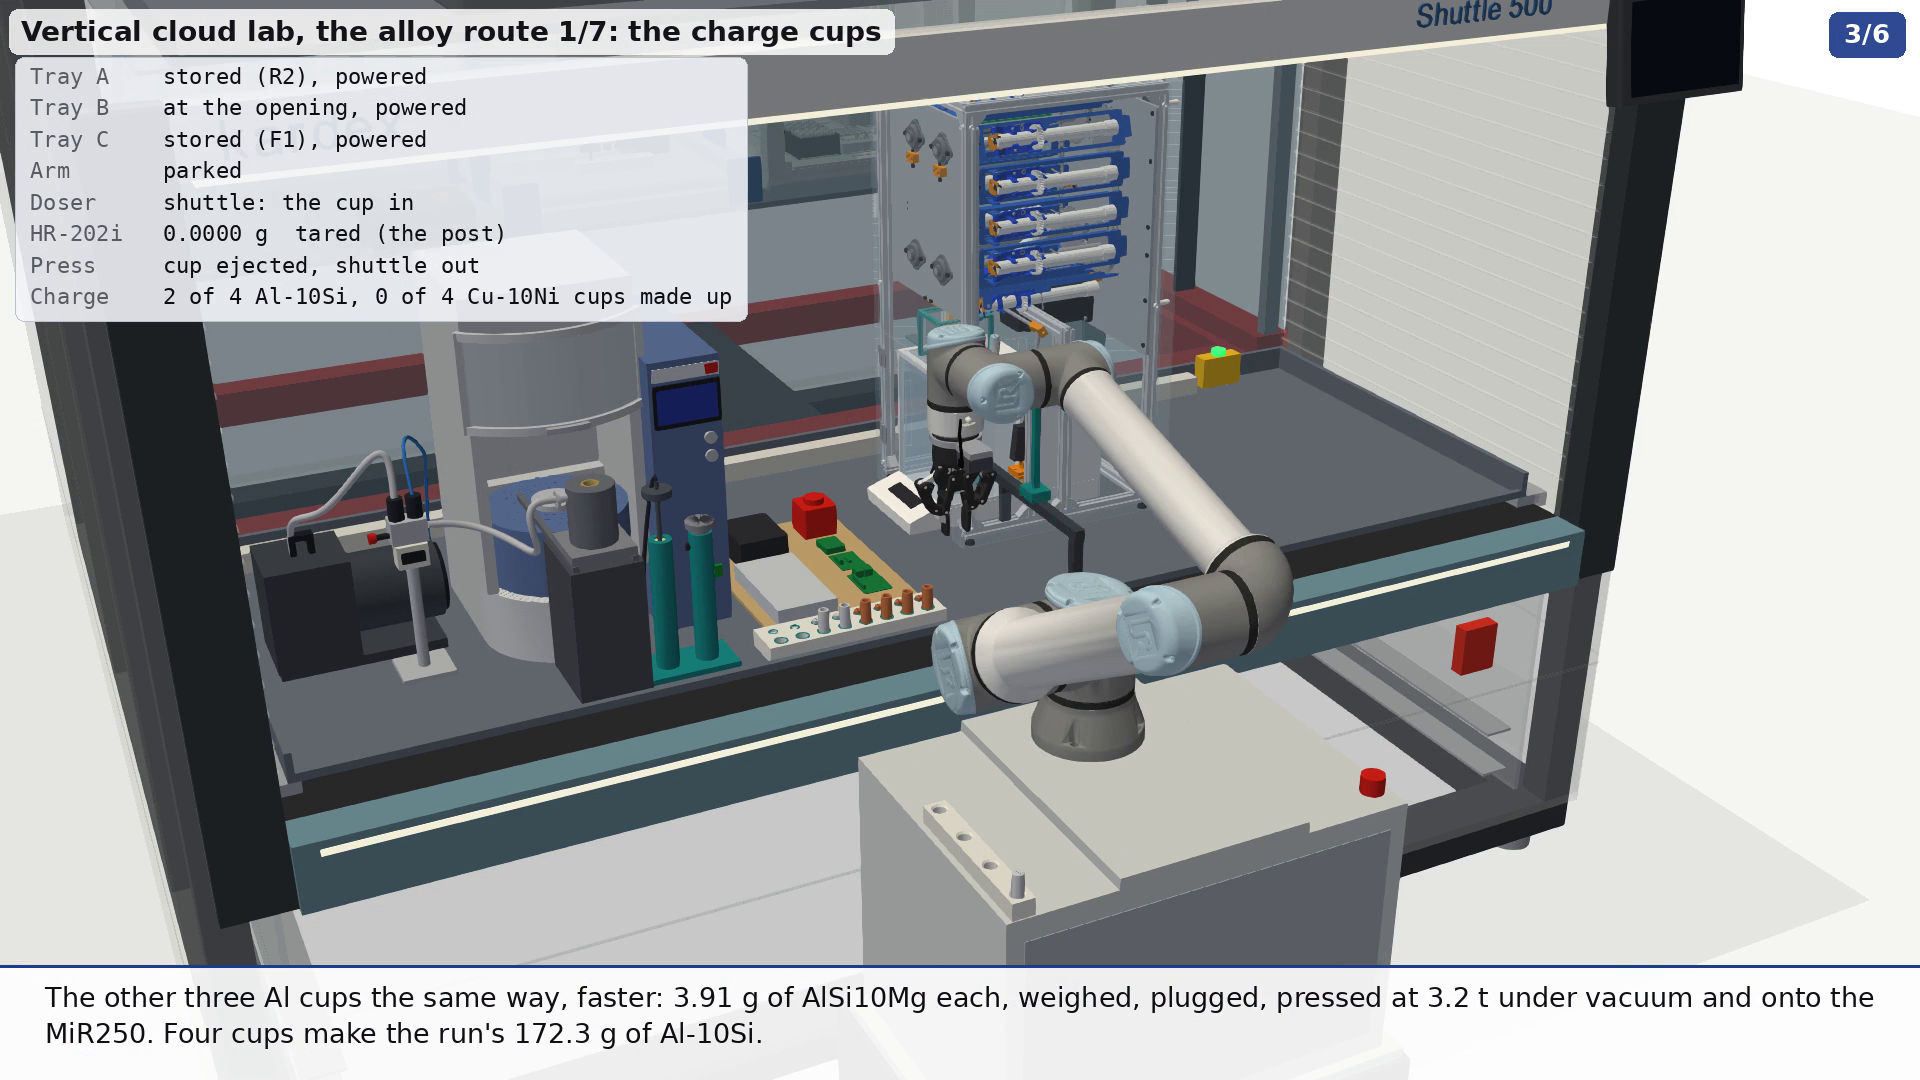 Vertical cloud lab, the alloy route 1/7: the charge cups
3/6
Shuttle 500
Tray A stored (R2), powered
Tray B at the opening, powered
Tray C stored (F1), powered
Arm parked
Doser shuttle: the cup in
HR-202i 0.0000 g tared (the post)
Press cup ejected, shuttle out
Charge 2 of 4 Al-10Si, 0 of 4 Cu-10Ni cups made up
The other three Al cups the same way, faster: 3.91 g of AlSi10Mg each, weighed, plugged, pressed at 3.2 t under vacuum and onto the
MiR250. Four cups make the run's 172.3 g of Al-10Si.